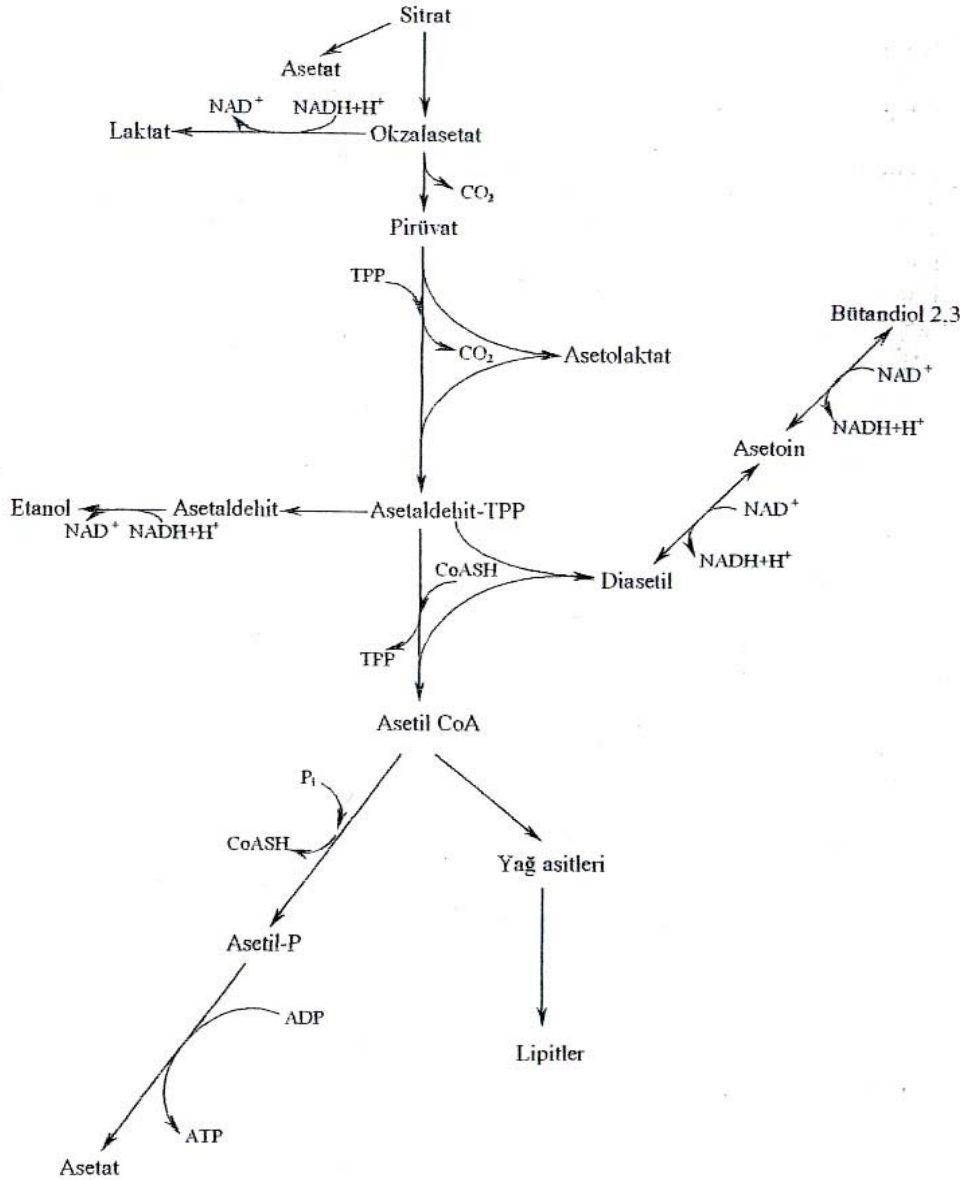 Sitrat
Asetat
NAD⁺ NADH+H⁺
Laktat Okzalasetat
CO₂
Pirüvat
TPP
CO₂ Asetolaktat
Bütandiol 2.3
NAD⁺
NADH+H⁺
Asetoin
Etanol Asetaldehit Asetaldehit-TPP
NAD⁺ NADH+H⁺
NAD⁺
NADH+H⁺
CoASH
Diasetil
TPP
Asetil CoA
Pᵢ
CoASH
Yağ asitleri
Asetil-P
ADP
Lipitler
ATP
Asetat